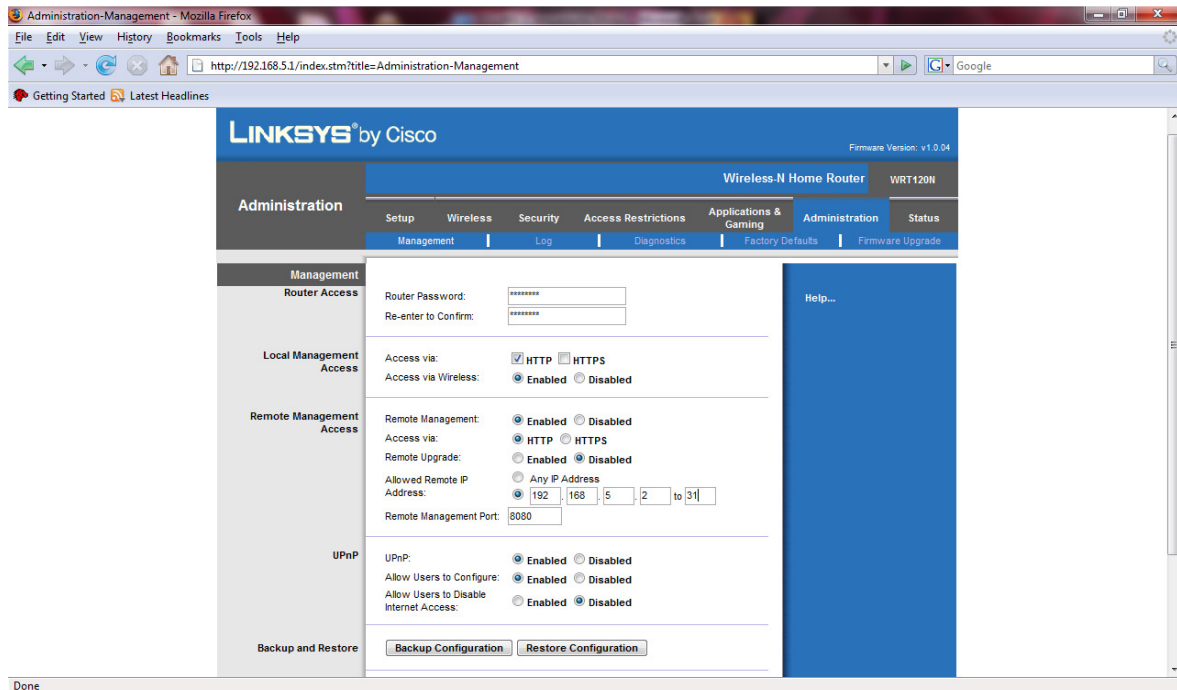 Administration-Management - Mozilla Firefox
File Edit View History Bookmarks Tools Help
http://192.168.5.1/index.stm?title=Administration-Management
G Google
Getting Started Latest Headlines
LINKSYS® by Cisco
Firmware Version: v1.0.04
Wireless-N Home Router WRT120N
Administration
Setup Wireless Security Access Restrictions Applications & Gaming Administration Status
Management Log Diagnostics Factory Defaults Firmware Upgrade
Management
Router Access
Router Password: ********
Re-enter to Confirm: ********
Help...
Local Management Access
Access via: HTTP HTTPS
Access via Wireless: Enabled Disabled
Remote Management Access
Remote Management: Enabled Disabled
Access via: HTTP HTTPS
Remote Upgrade: Enabled Disabled
Allowed Remote IP Address: Any IP Address
192 . 168 . 5 . 2 to 31
Remote Management Port: 8080
UPnP
UPnP: Enabled Disabled
Allow Users to Configure: Enabled Disabled
Allow Users to Disable Internet Access: Enabled Disabled
Backup and Restore
Backup Configuration Restore Configuration
Done